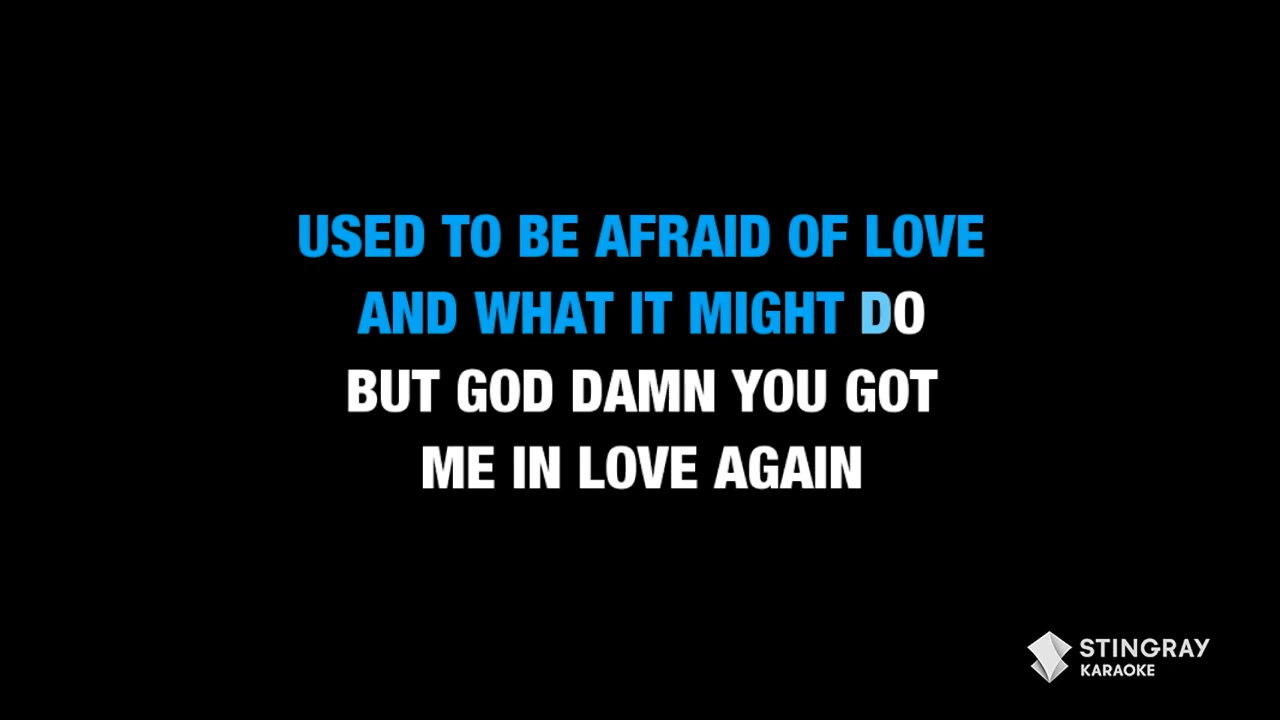 USED TO BE AFRAID OF LOVE
AND WHAT IT MIGHT DO
BUT GOD DAMN YOU GOT
ME IN LOVE AGAIN
STINGRAY
KARAOKE